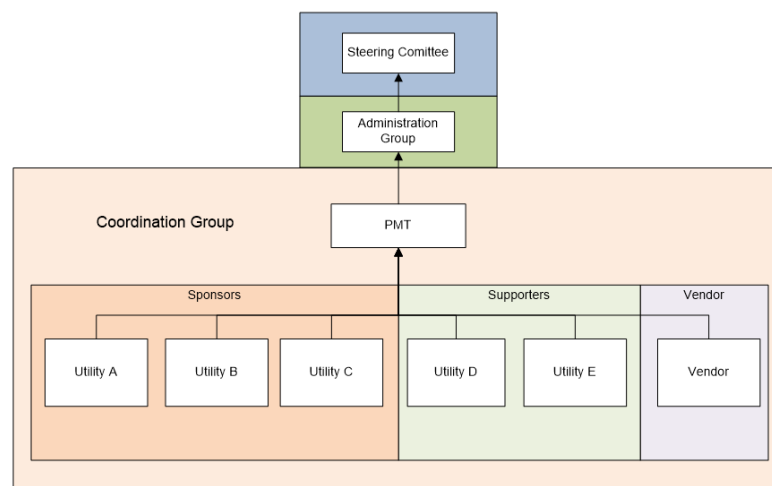 Steering Comittee
Administration
Group
Coordination Group
PMT
Sponsors
Supporters
Vendor
Utility A
Utility B
Utility C
Utility D
Utility E
Vendor